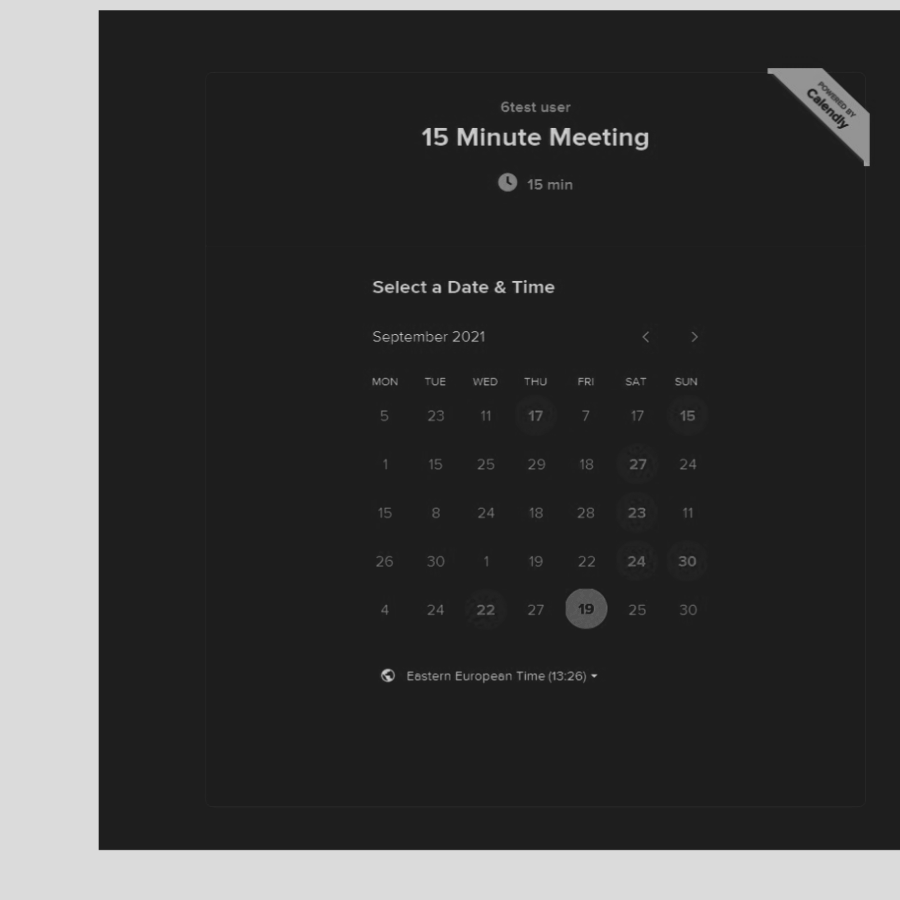 POWERED BY
Calendly
6test user
15 Minute Meeting
15 min
Select a Date & Time
September 2021 < >
MON TUE WED THU FRI SAT SUN
5 23 11 17 7 17 15
1 15 25 29 18 27 24
15 8 24 18 28 23 11
26 30 1 19 22 24 30
4 24 22 27 19 25 30
Eastern European Time (13:26)